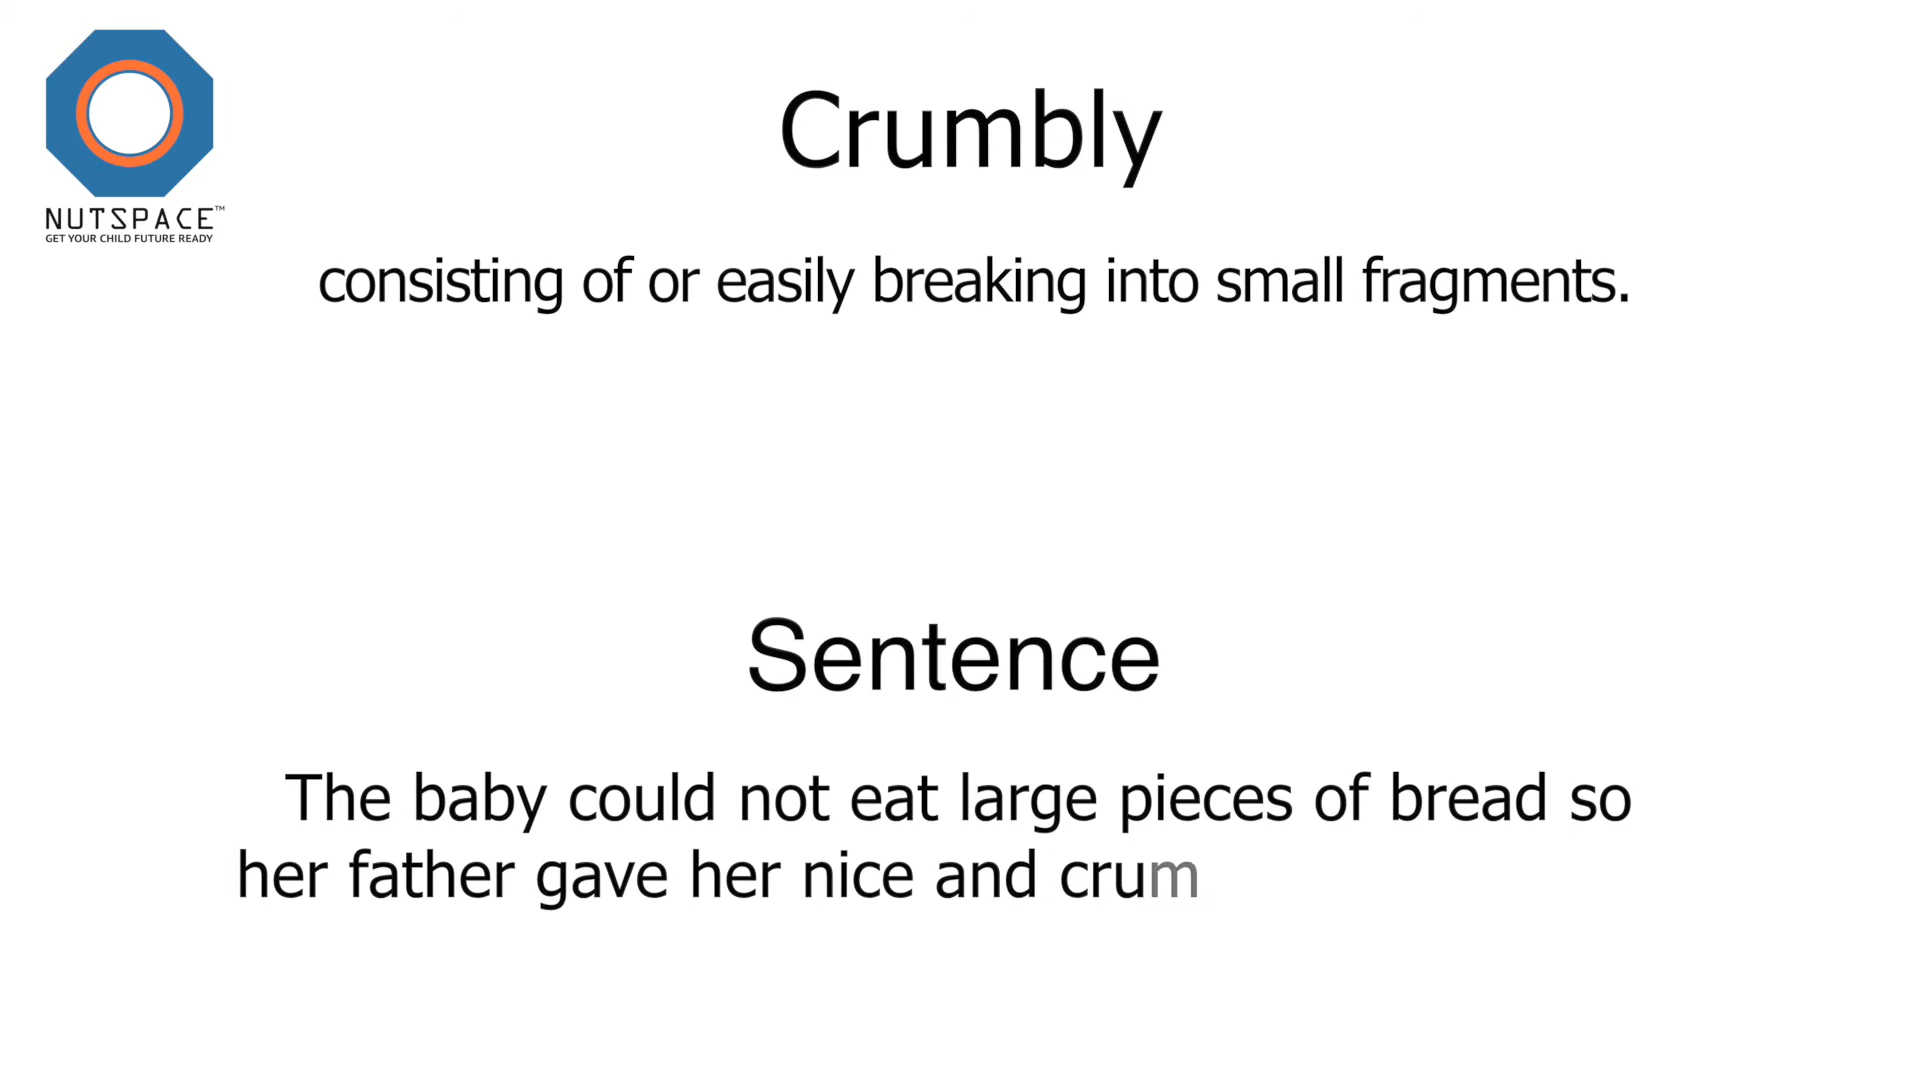 NUTSPACE™
GET YOUR CHILD FUTURE READY
Crumbly
consisting of or easily breaking into small fragments.
Sentence
The baby could not eat large pieces of bread so
her father gave her nice and crum